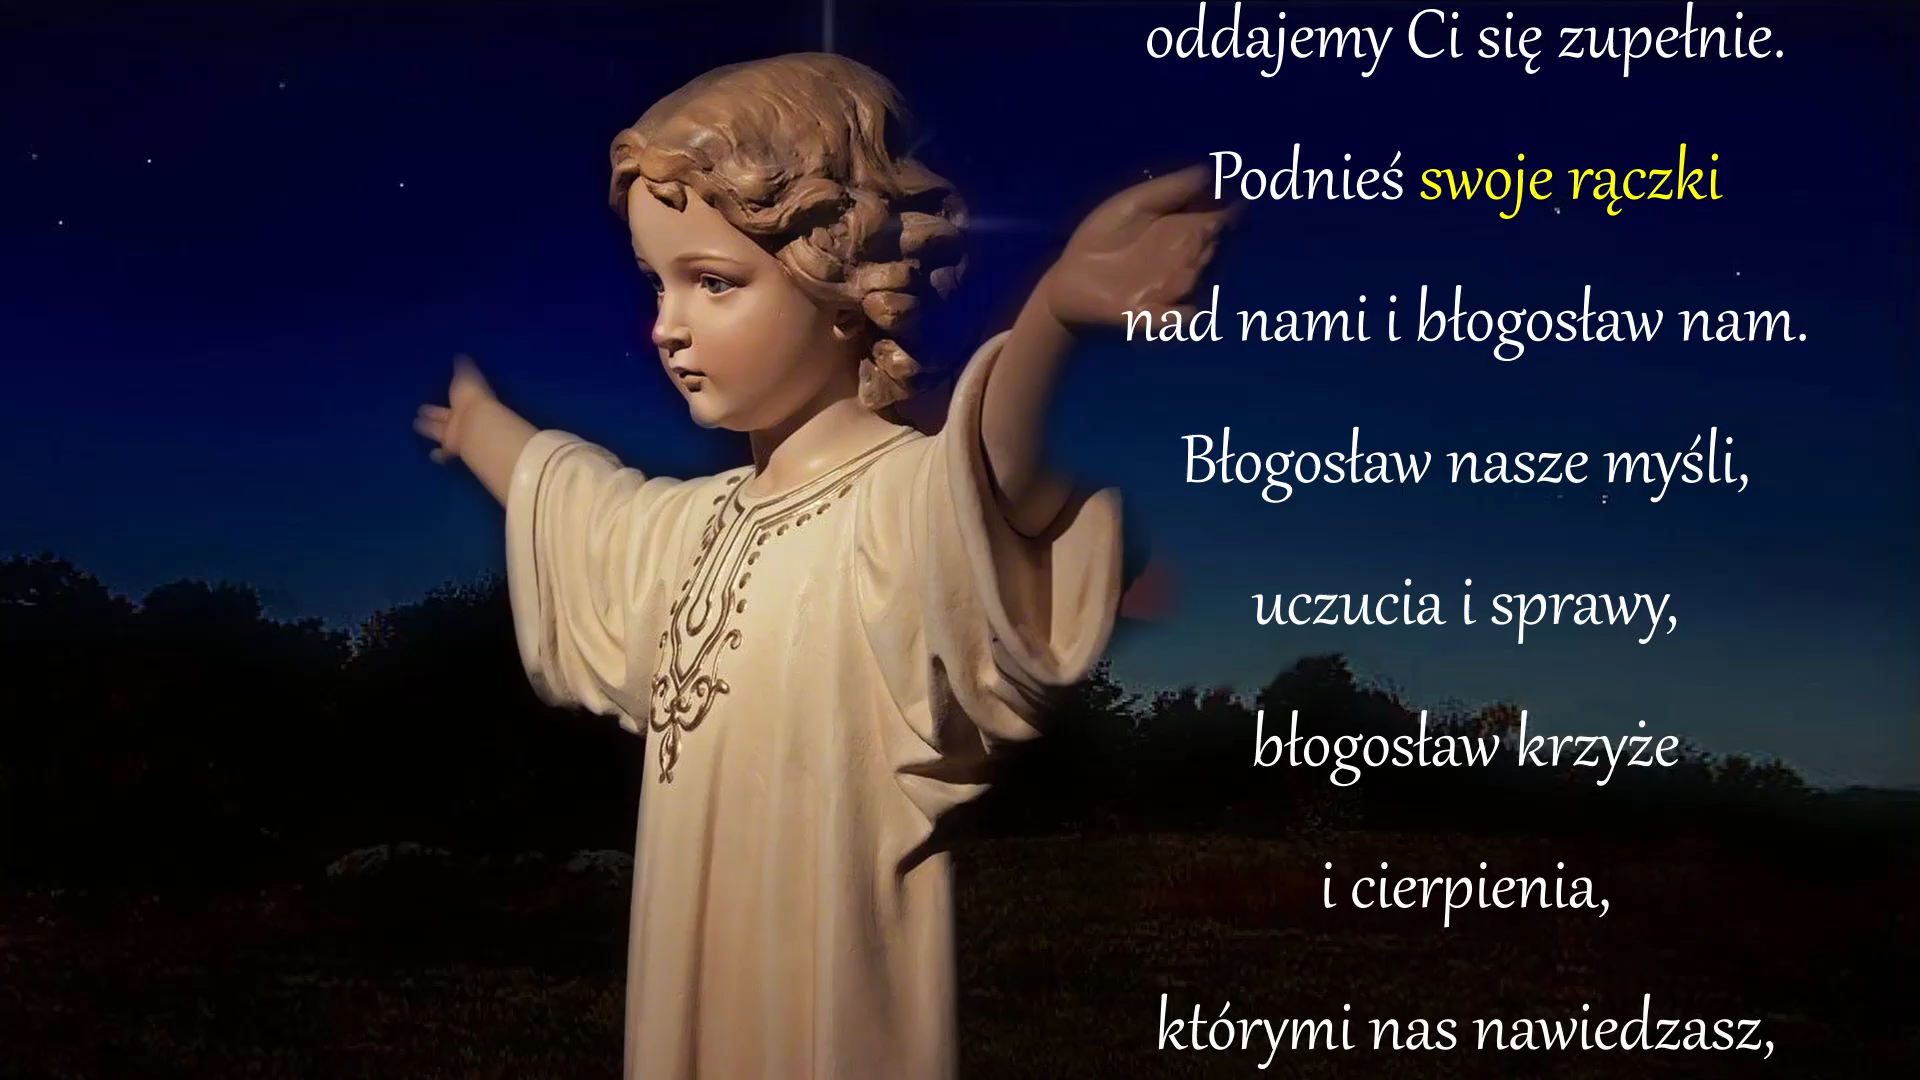 oddajemy Ci się zupełnie.
Podnieś swoje rączki
nad nami i błogosław nam.
Błogosław nasze myśli,
uczucia i sprawy,
błogosław krzyże
i cierpienia,
którymi nas nawiedzasz,